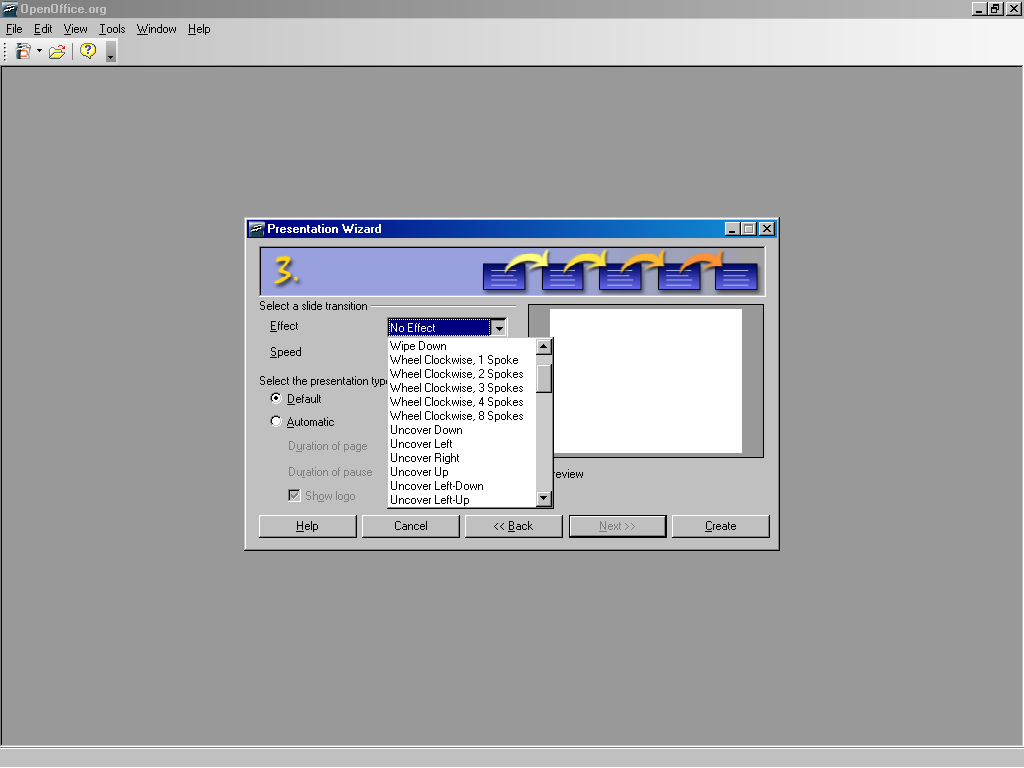 OpenOffice.org
File Edit View Tools Window Help
Presentation Wizard
3.
Select a slide transition
Effect No Effect
Speed
Wipe Down
Wheel Clockwise, 1 Spoke
Wheel Clockwise, 2 Spokes
Wheel Clockwise, 3 Spokes
Wheel Clockwise, 4 Spokes
Wheel Clockwise, 8 Spokes
Uncover Down
Uncover Left
Uncover Right
Uncover Up
Uncover Left-Down
Uncover Left-Up
Select the presentation type
Default
Automatic
Duration of page
Duration of pause
Show logo
review
Help Cancel << Back Next >> Create